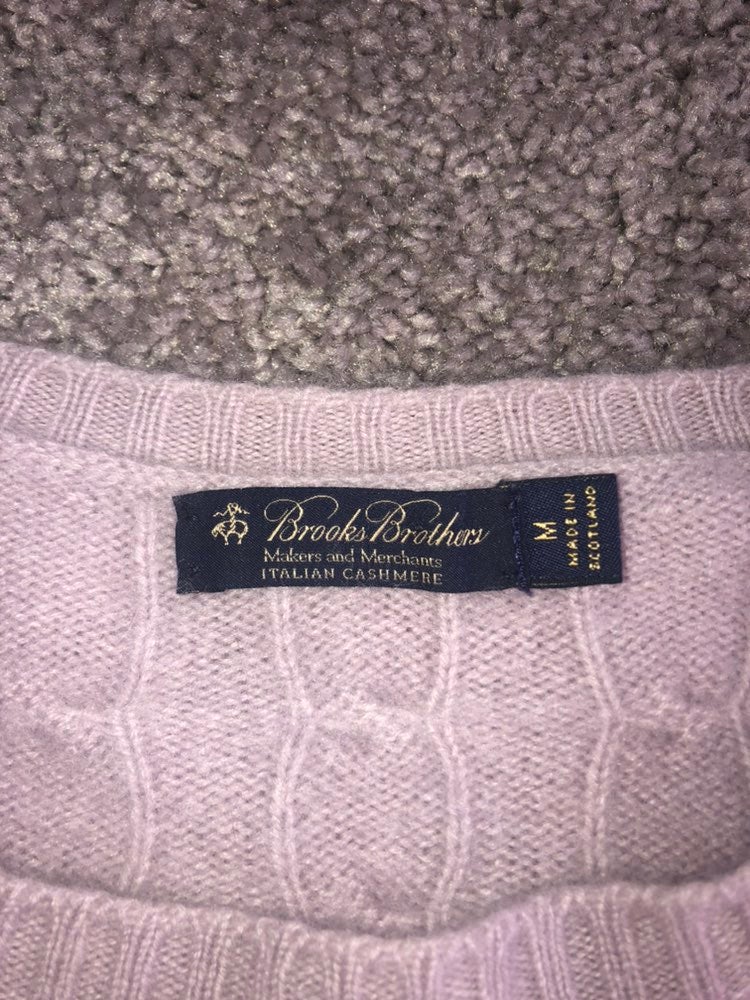 Brooks Brothers
Makers and Merchants
ITALIAN CASHMERE
M
MADE IN
SCOTLAND